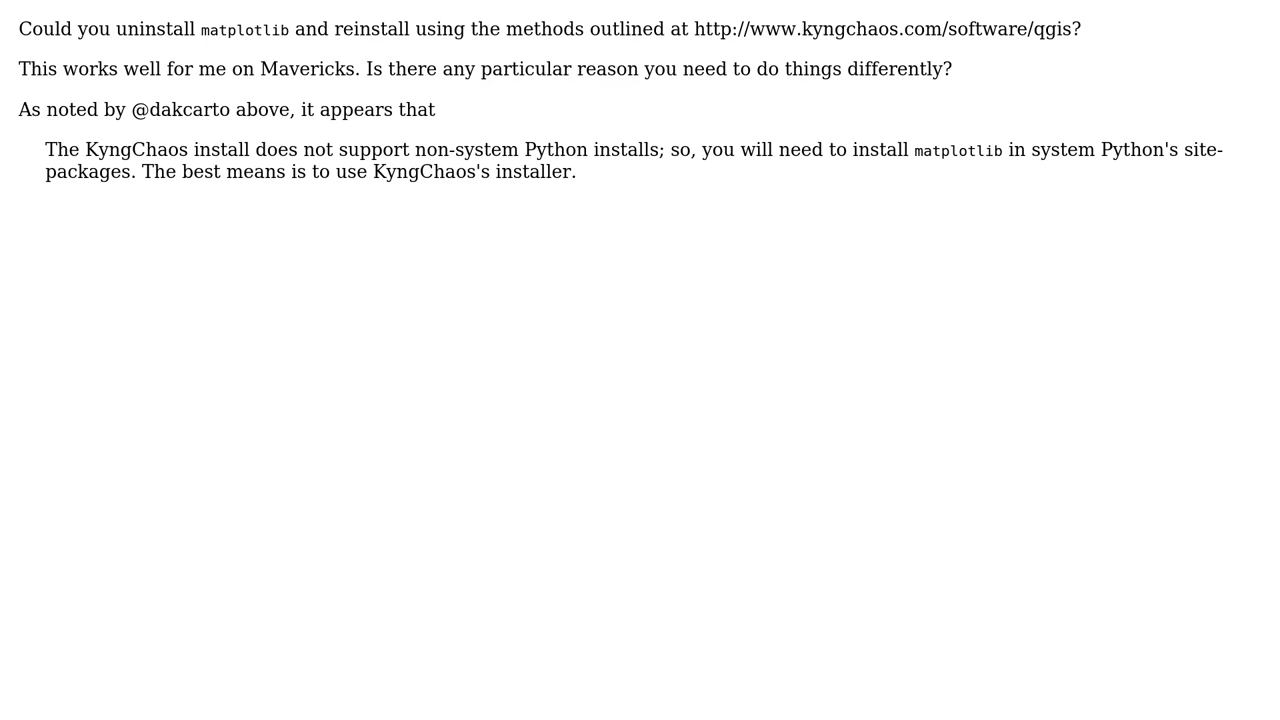 Could you uninstall matplotlib and reinstall using the methods outlined at http://www.kyngchaos.com/software/qgis?
This works well for me on Mavericks. Is there any particular reason you need to do things differently?
As noted by @dakcarto above, it appears that
The KyngChaos install does not support non-system Python installs; so, you will need to install matplotlib in system Python's site-
packages. The best means is to use KyngChaos's installer.